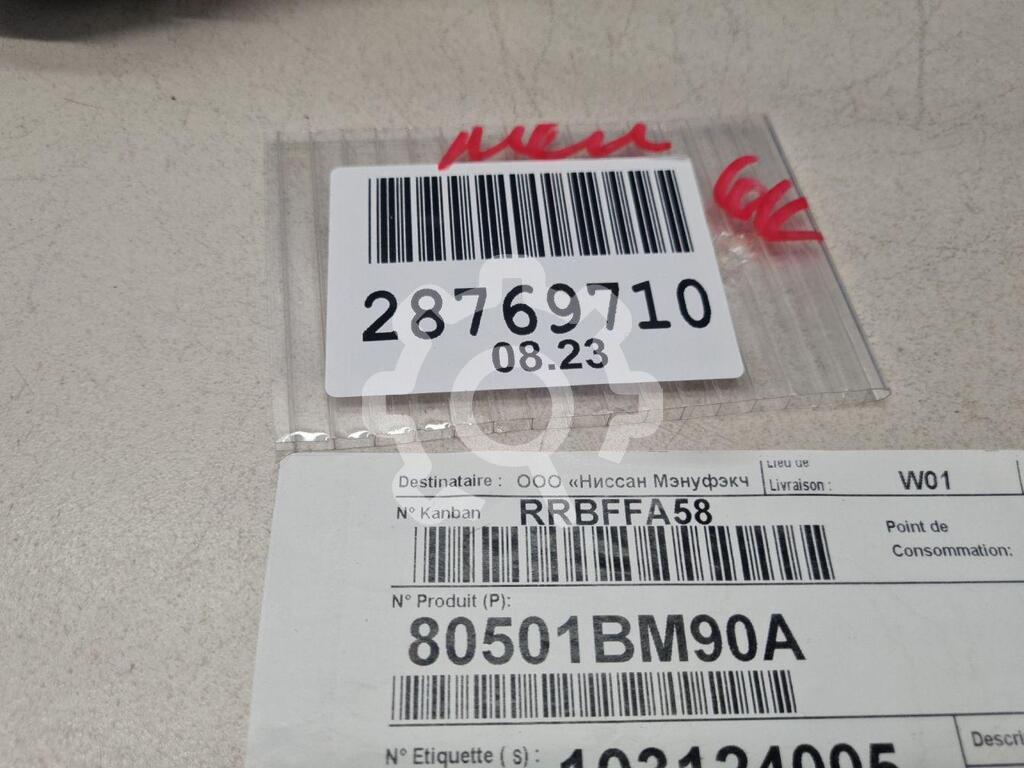 28769710
08.23
Destinataire : ООО «Ниссан Мэнуфэкч
Lieu de
Livraison : W01
N° Kanban RRBFFA58
Point de
Consommation:
N° Produit (P):
80501BM90A
N° Etiquette ( s) : 103124095
Descri